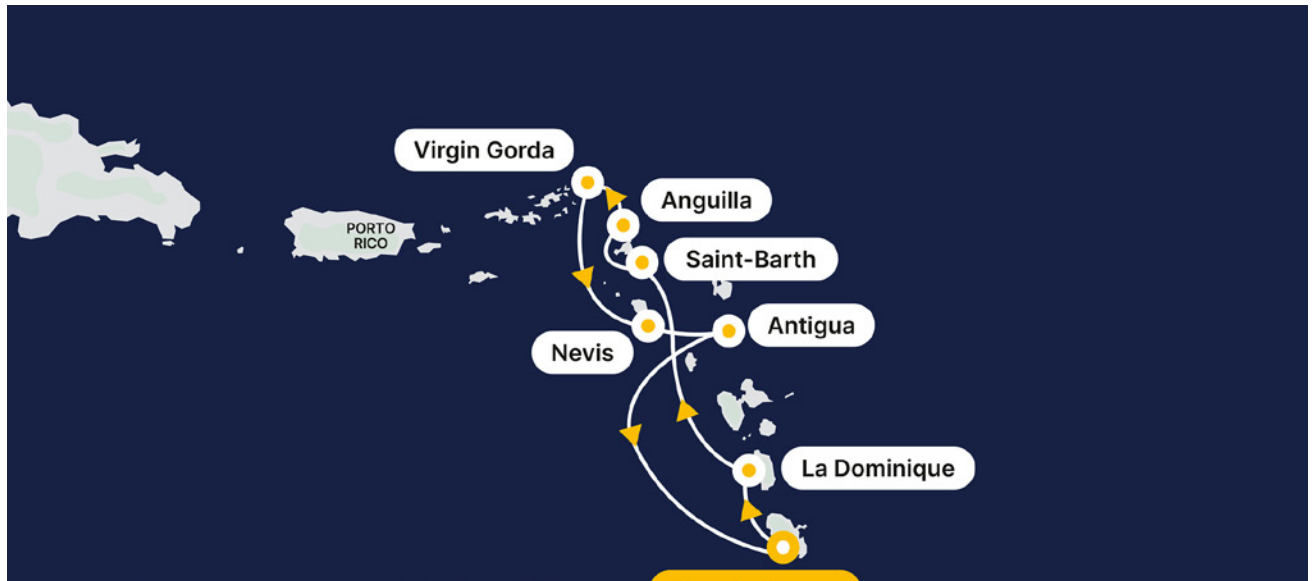 Virgin Gorda
Anguilla
PORTO
RICO
Saint-Barth
Antigua
Nevis
La Dominique